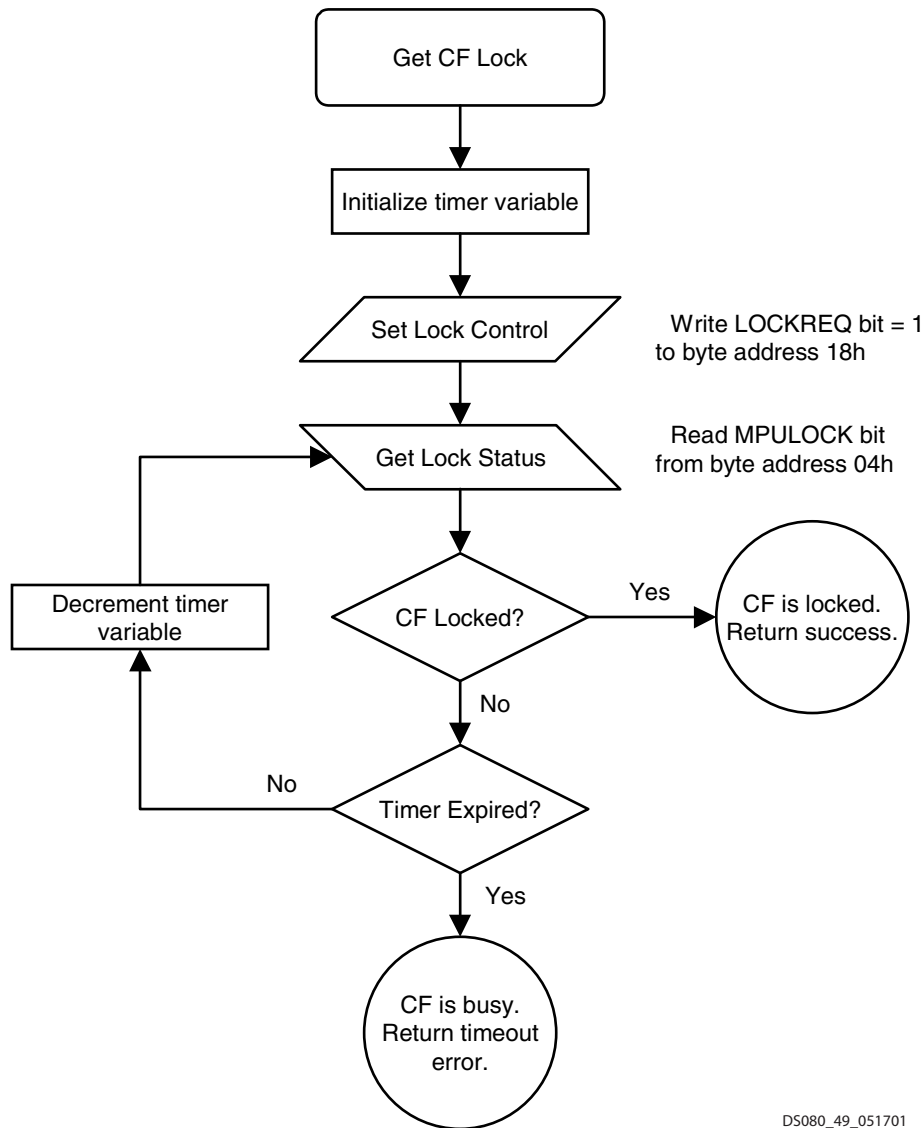 Get CF Lock
Initialize timer variable
Set Lock Control
Write LOCKREQ bit = 1
to byte address 18h
Get Lock Status
Read MPULOCK bit
from byte address 04h
Decrement timer
variable
CF Locked?
Yes
CF is locked.
Return success.
No
No
Timer Expired?
Yes
CF is busy.
Return timeout
error.
DS080_49_051701